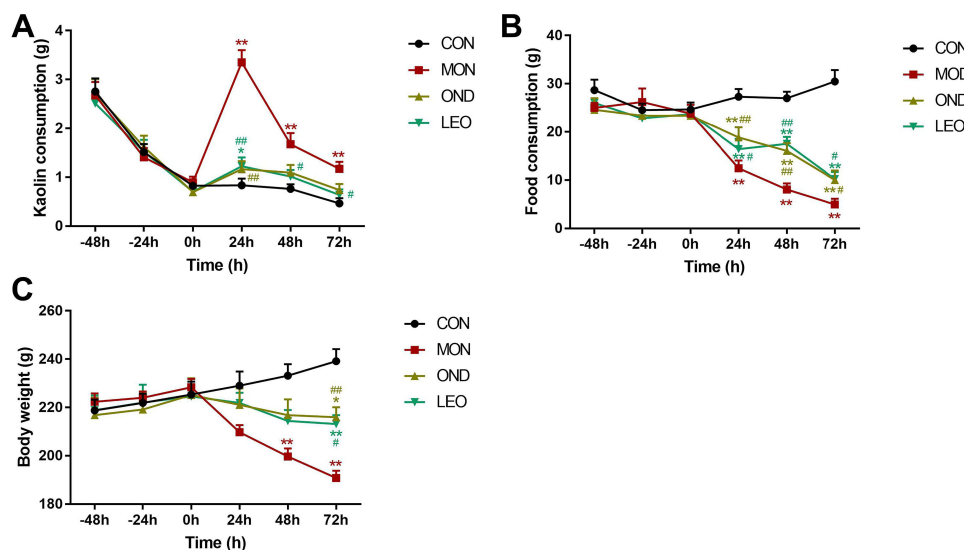 A
Kaolin consumption (g)
4
3
2
1
0
-48h -24h 0h 24h 48h 72h
Time (h)
** ** **
## * ## # #
CON
MON
OND
LEO
B
Food consumption (g)
40
30
20
10
0
-48h -24h 0h 24h 48h 72h
Time (h)
** ## ## **
** # ** ## # **
** # ** ** **
CON
MOD
OND
LEO
C
Body weight (g)
260
240
220
200
180
-48h -24h 0h 24h 48h 72h
Time (h)
## *
** #
** **
CON
MON
OND
LEO